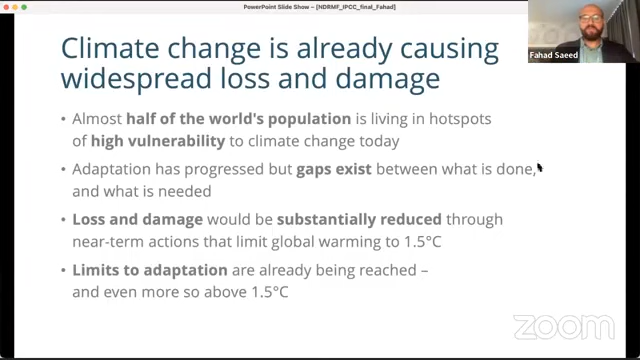 PowerPoint Slide Show ~ [NDRMF_IPCC_final_Fahad]
Climate change is already causing
widespread loss and damage
• Almost half of the world's population is living in hotspots
of high vulnerability to climate change today
• Adaptation has progressed but gaps exist between what is done,
and what is needed
• Loss and damage would be substantially reduced through
near-term actions that limit global warming to 1.5°C
• Limits to adaptation are already being reached –
and even more so above 1.5°C
Fahad Saeed
zoom
zoom